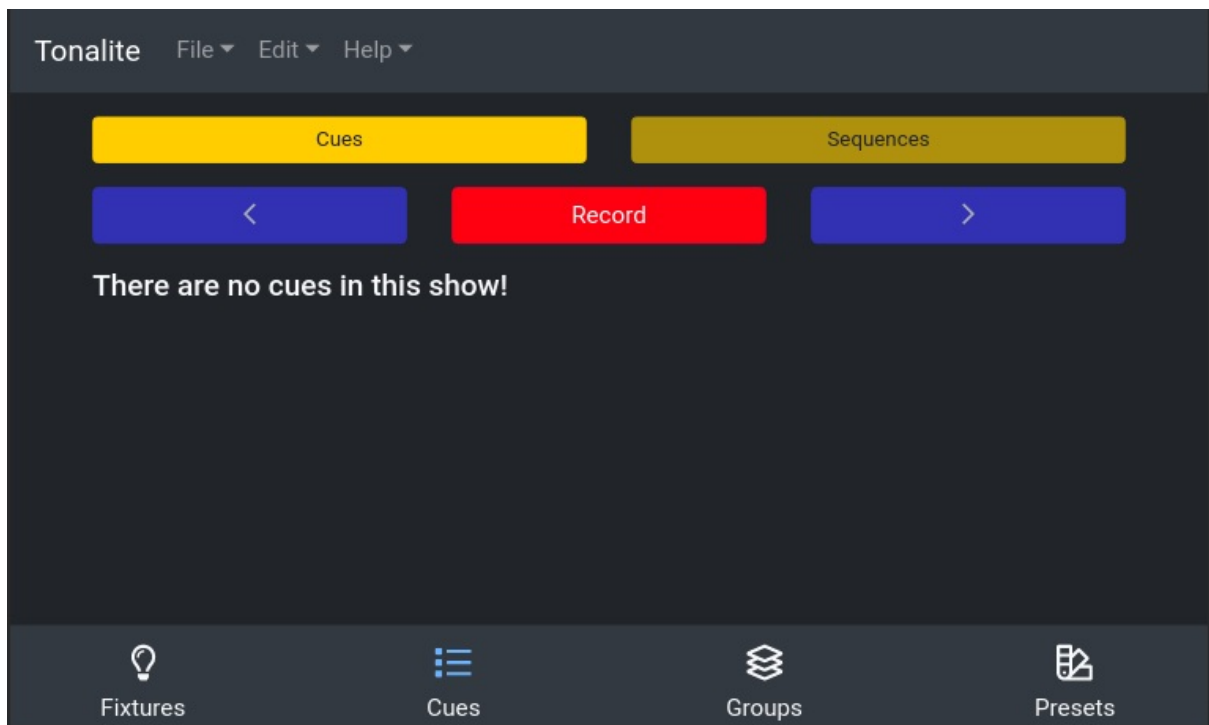 Tonalite File Edit Help
Cues Sequences
< Record >
There are no cues in this show!
Fixtures Cues Groups Presets